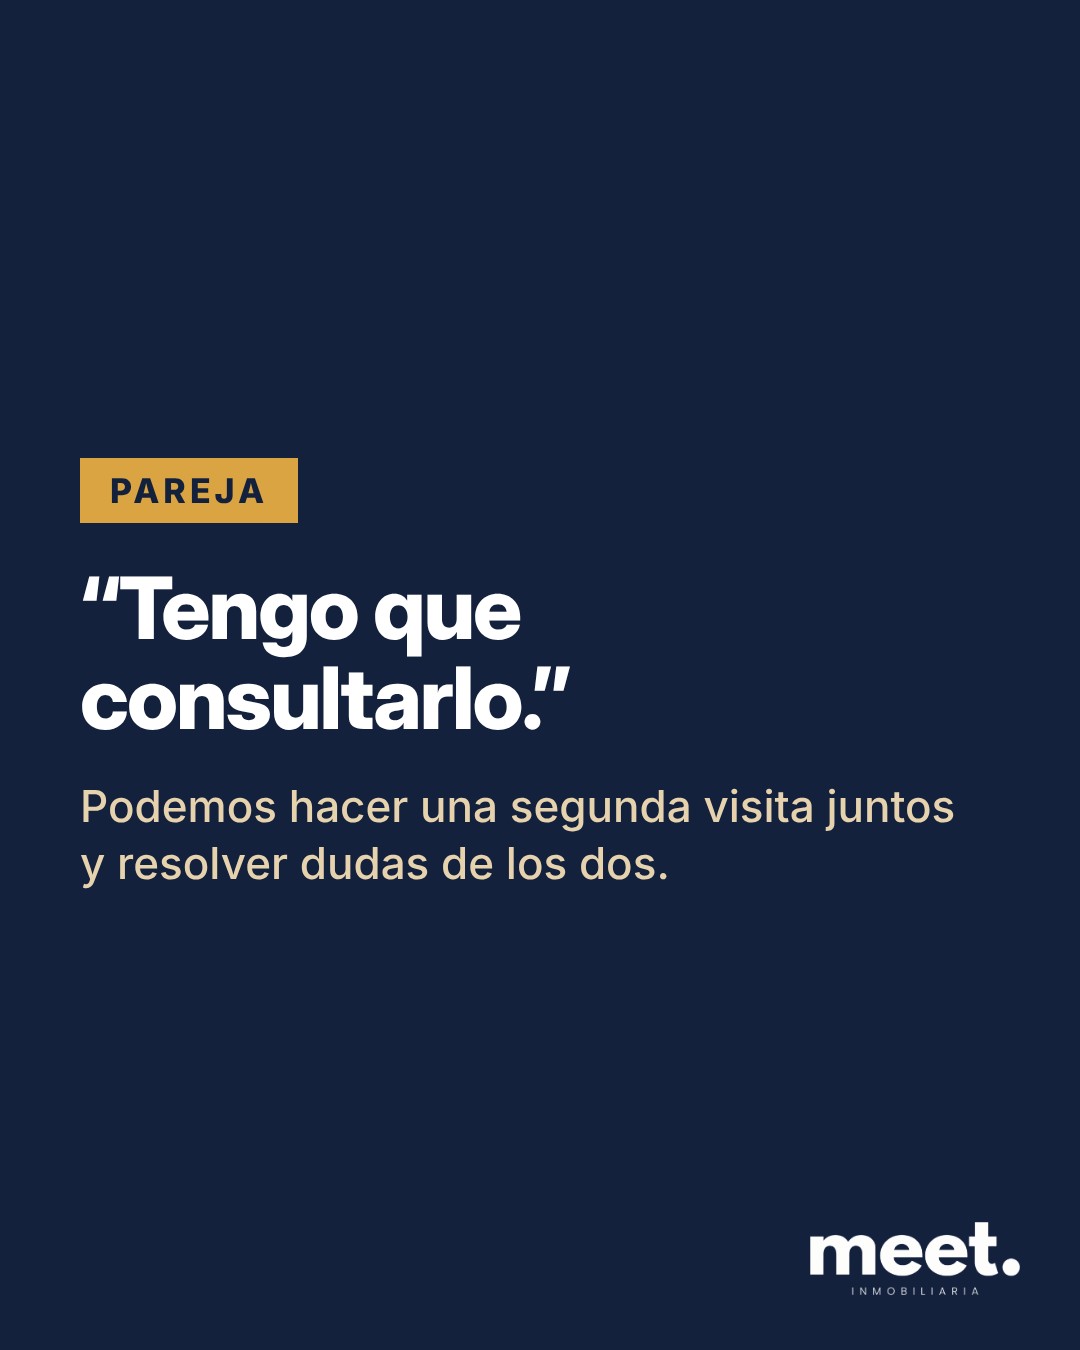 PAREJA
“Tengo que
consultarlo.”
Podemos hacer una segunda visita juntos
y resolver dudas de los dos.
meet.
INMOBILIARIA